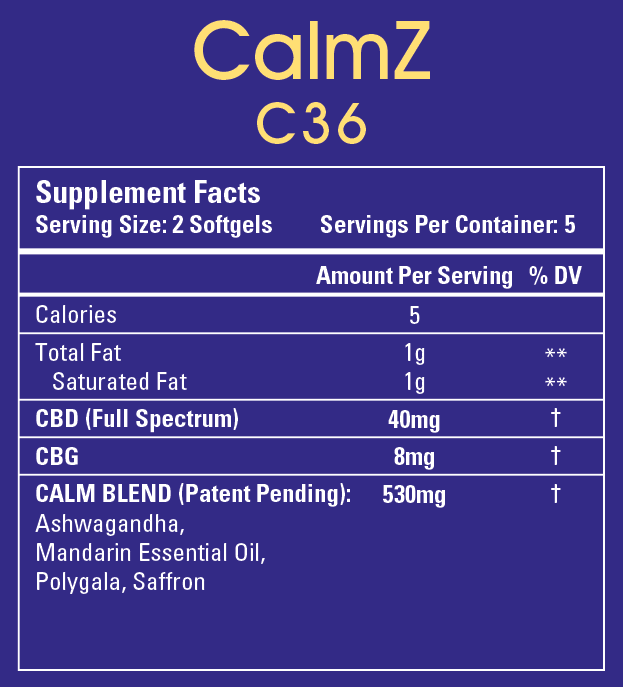 CalmZ
C36
Supplement Facts
Serving Size: 2 Softgels Servings Per Container: 5
Amount Per Serving % DV
Calories 5
Total Fat 1g **
Saturated Fat 1g **
CBD (Full Spectrum) 40mg †
CBG 8mg †
CALM BLEND (Patent Pending): 530mg †
Ashwagandha,
Mandarin Essential Oil,
Polygala, Saffron